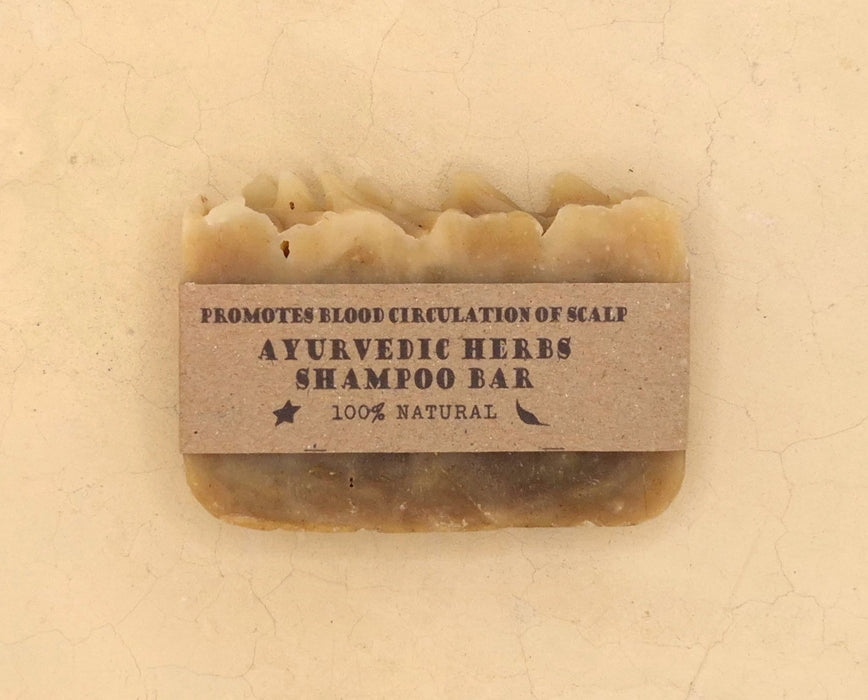 PROMOTES BLOOD CIRCULATION OF SCALP
AYURVEDIC HERBS
SHAMPOO BAR
100% NATURAL